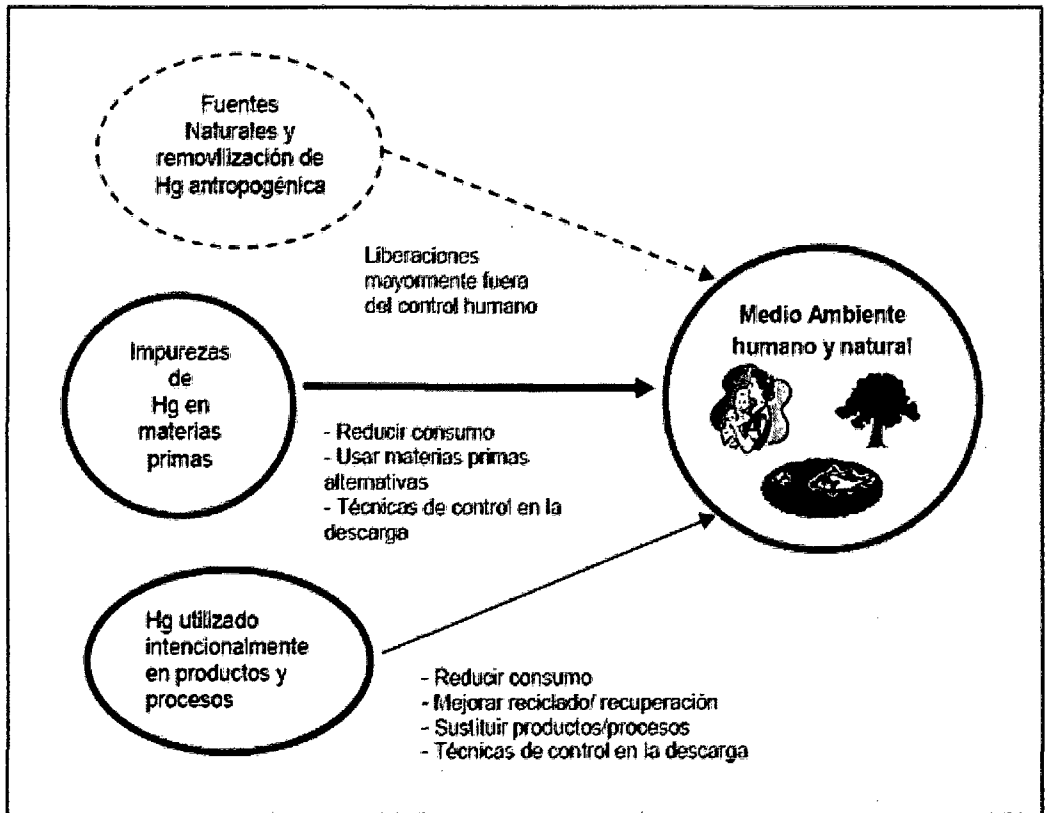 Fuentes
Naturales y
removilización de
Hg antropogénica
Liberaciones
mayormente fuera
del control humano
Medio Ambiente
humano y natural
Impurezas
de
Hg en
materias
primas
- Reducir consumo
- Usar materias primas
alternativas
- Técnicas de control en la
descarga
Hg utilizado
intencionalmente
en productos y
procesos
- Reducir consumo
- Mejorar reciclado/ recuperación
- Sustituir productos/procesos
- Técnicas de control en la descarga